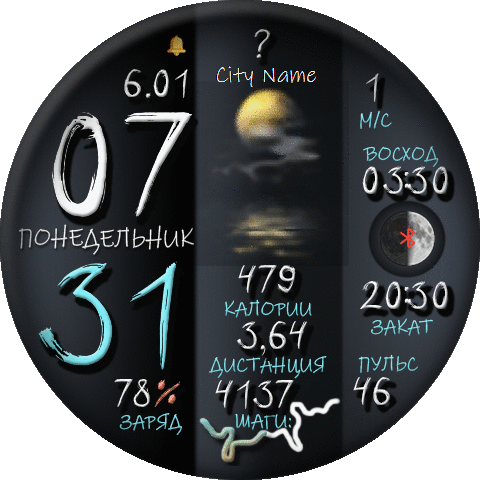 ?
City Name
6.01
07
ПОНЕДЕЛЬНИК
31
78%
ЗАРЯД
479
КАЛОРИИ
3,64
ДИСТАНЦИЯ
4137
ШАГИ:
1
М/С
ВОСХОД
03:30
20:30
ЗАКАТ
ПУЛЬС
46